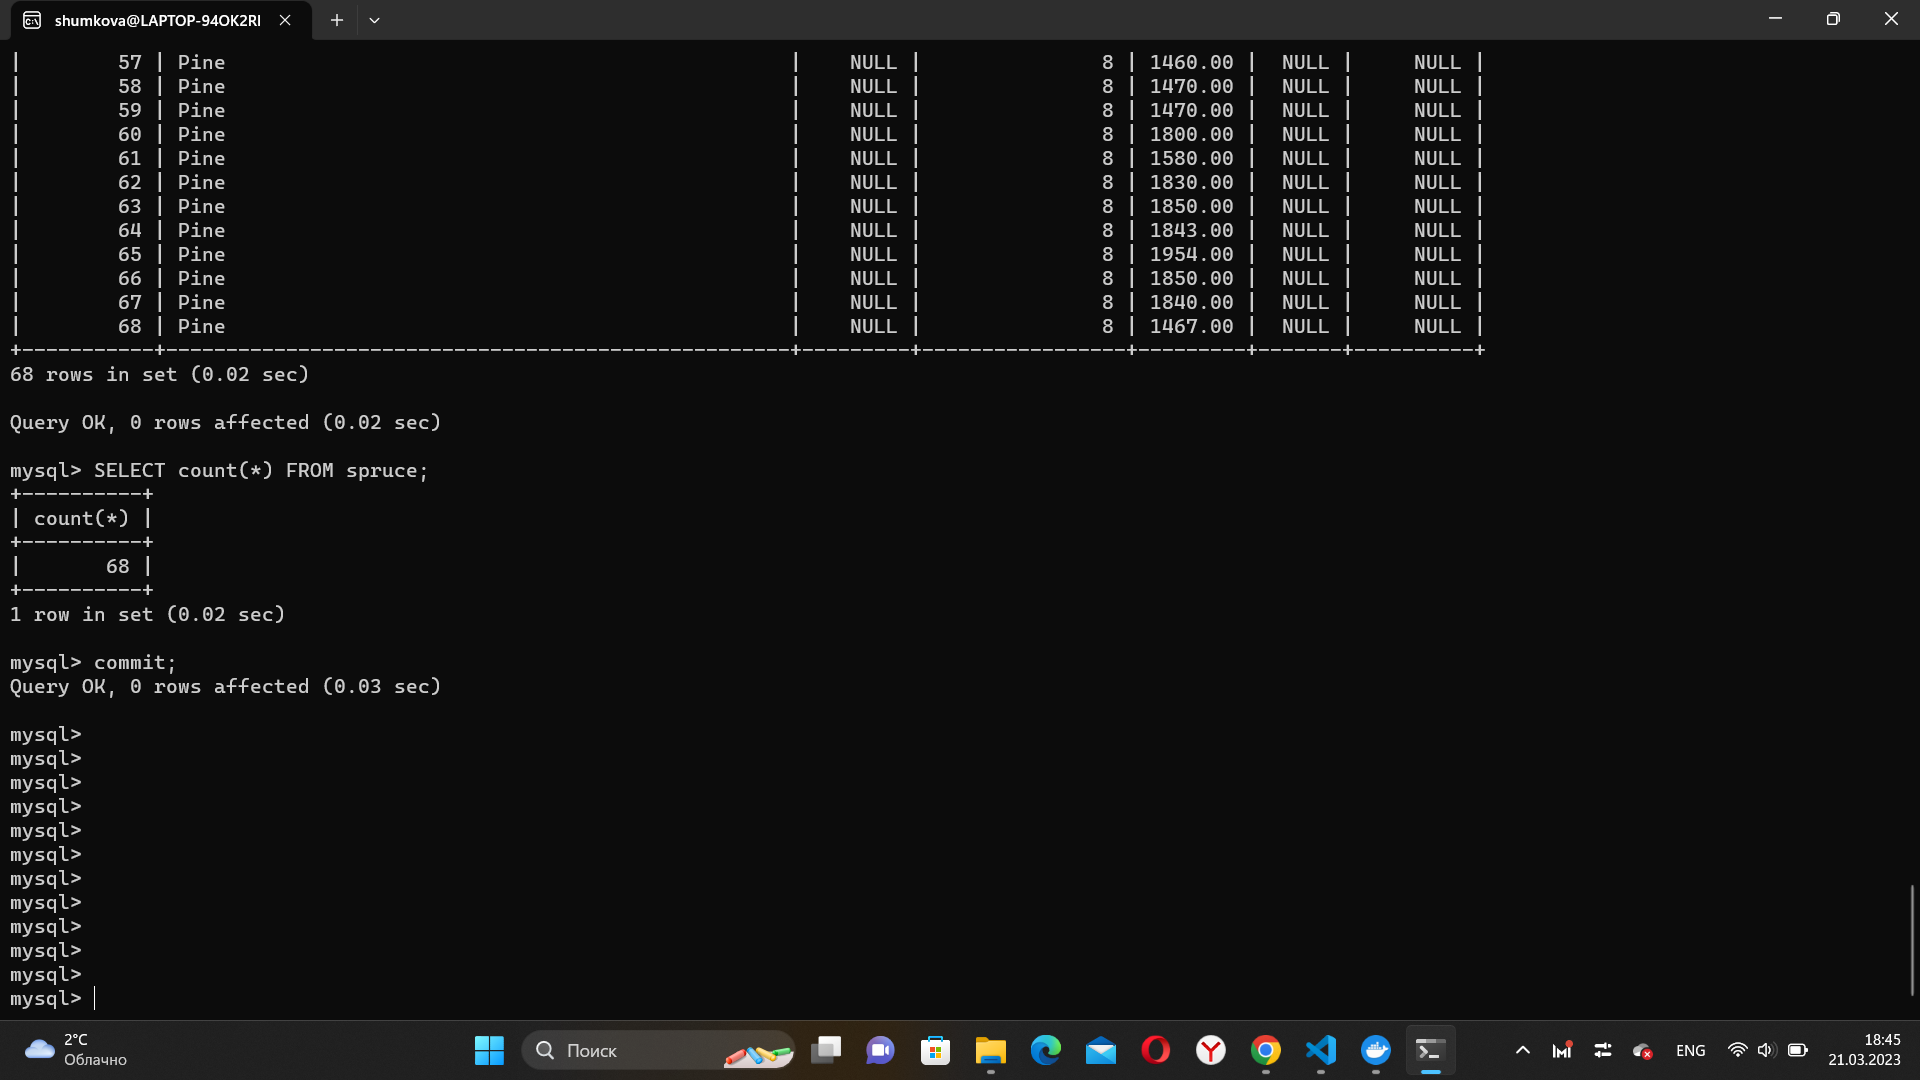 shumkova@LAPTOP-94OK2RI
|        57 | Pine                                               |    NULL |               8 | 1460.00 |  NULL |     NULL |
|        58 | Pine                                               |    NULL |               8 | 1470.00 |  NULL |     NULL |
|        59 | Pine                                               |    NULL |               8 | 1470.00 |  NULL |     NULL |
|        60 | Pine                                               |    NULL |               8 | 1800.00 |  NULL |     NULL |
|        61 | Pine                                               |    NULL |               8 | 1580.00 |  NULL |     NULL |
|        62 | Pine                                               |    NULL |               8 | 1830.00 |  NULL |     NULL |
|        63 | Pine                                               |    NULL |               8 | 1850.00 |  NULL |     NULL |
|        64 | Pine                                               |    NULL |               8 | 1843.00 |  NULL |     NULL |
|        65 | Pine                                               |    NULL |               8 | 1954.00 |  NULL |     NULL |
|        66 | Pine                                               |    NULL |               8 | 1850.00 |  NULL |     NULL |
|        67 | Pine                                               |    NULL |               8 | 1840.00 |  NULL |     NULL |
|        68 | Pine                                               |    NULL |               8 | 1467.00 |  NULL |     NULL |
+-----------+----------------------------------------------------+---------+-----------------+---------+-------+----------+
68 rows in set (0.02 sec)

Query OK, 0 rows affected (0.02 sec)

mysql> SELECT count(*) FROM spruce;
+----------+
| count(*) |
+----------+
|       68 |
+----------+
1 row in set (0.02 sec)

mysql> commit;
Query OK, 0 rows affected (0.03 sec)

mysql>
mysql>
mysql>
mysql>
mysql>
mysql>
mysql>
mysql>
mysql>
mysql>
mysql>
mysql>
2°C
Облачно
Поиск
ENG
18:45
21.03.2023